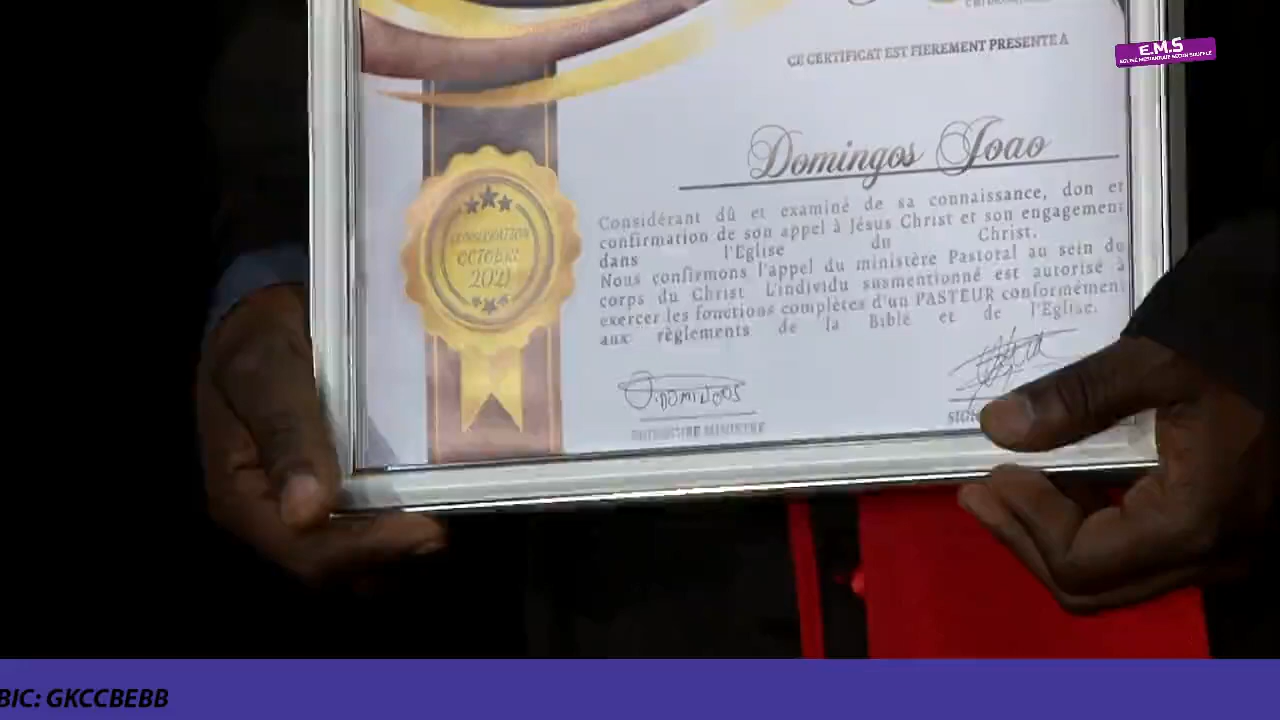 CE CERTIFICAT EST FIEREMENT PRESENTE A
E.M.S
Domingos Joao
Considérant dû et examiné de sa connaissance, don et
confirmation de son appel à Jésus Christ et son engagement
dans l'Eglise du Christ.
Nous confirmons l'appel du ministère Pastoral au sein du
corps du Christ. L'individu susmentionné est autorisé à
exercer les fonctions complètes d'un PASTEUR conformément
aux règlements de la Bible et de l'Eglise.
CONSECRATION
OCTOBRE
2021
J.DOMINGOS
SIGNATURE MINISTRE
BIC: GKCCBEBB